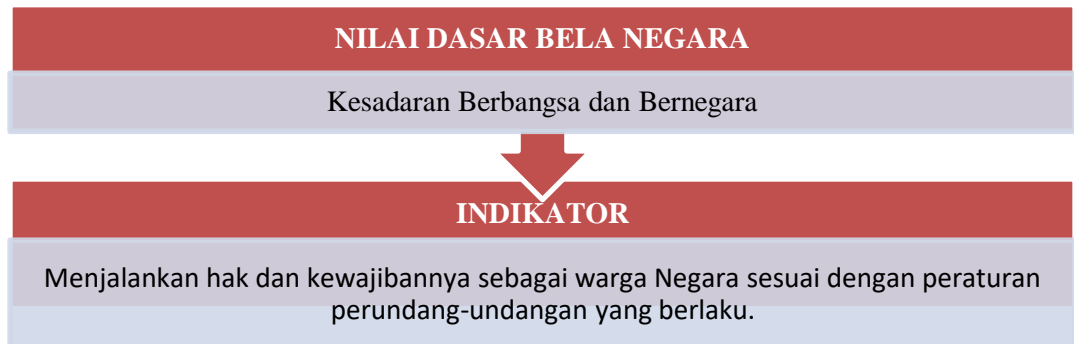 NILAI DASAR BELA NEGARA
Kesadaran Berbangsa dan Bernegara
INDIKATOR
Menjalankan hak dan kewajibannya sebagai warga Negara sesuai dengan peraturan
perundang-undangan yang berlaku.